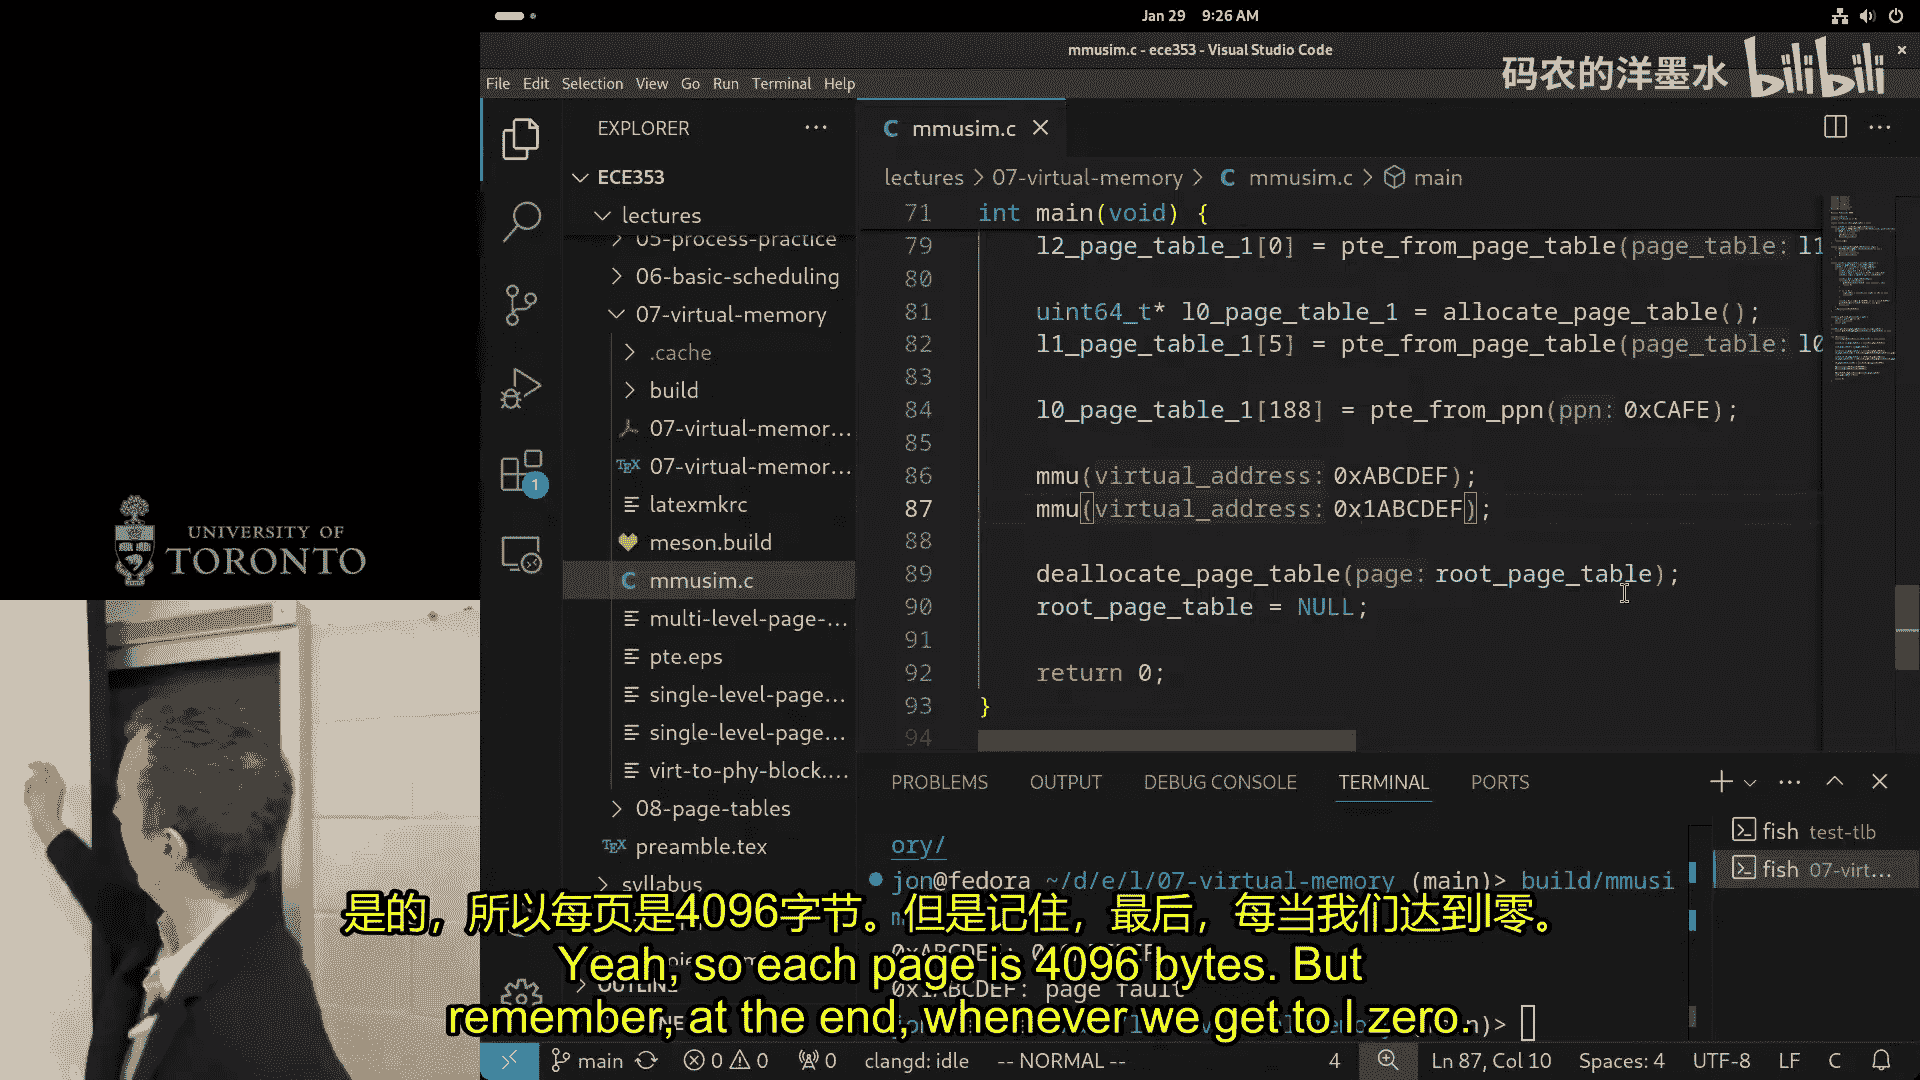 Jan 29 9:26 AM
mmusim.c - ece353 - Visual Studio Code
码农的洋墨水 bilibili
File Edit Selection View Go Run Terminal Help
EXPLORER
mmusim.c
ECE353
lectures > 07-virtual-memory > C mmusim.c > main
lectures
05-process-practice
06-basic-scheduling
07-virtual-memory
.cache
build
07-virtual-memor...
TEX 07-virtual-memor...
latexmkrc
meson.build
C mmusim.c
multi-level-page-...
pte.eps
single-level-page...
single-level-page...
virt-to-phy-block....
08-page-tables
TEX preamble.tex
syllabus
OUTLINE
1
71 int main(void) {
79 l2_page_table_1[0] = pte_from_page_table(page_table: l1
80
81 uint64_t* l0_page_table_1 = allocate_page_table();
82 l1_page_table_1[5] = pte_from_page_table(page_table: l0
83
84 l0_page_table_1[188] = pte_from_ppn(ppn: 0xCAFE);
85
86 mmu(virtual_address: 0xABCDEF);
87 mmu(virtual_address: 0x1ABCDEF);
88
89 deallocate_page_table(page: root_page_table);
90 root_page_table = NULL;
91
92 return 0;
93 }
94
PROBLEMS OUTPUT DEBUG CONSOLE TERMINAL PORTS
ory/
jon@fedora ~/d/e/l/07-virtual-memory (main)> build/mmusi
0x1ABCDEF: page fault
fish test-tlb
fish 07-virt...
UNIVERSITY OF
TORONTO
是的，所以每页是4096字节。但是记住，最后，每当我们达到l零。
Yeah, so each page is 4096 bytes. But
remember, at the end, whenever we get to l zero.
main 0 0 0 clangd: idle -- NORMAL -- 4 Ln 87, Col 10 Spaces: 4 UTF-8 LF C